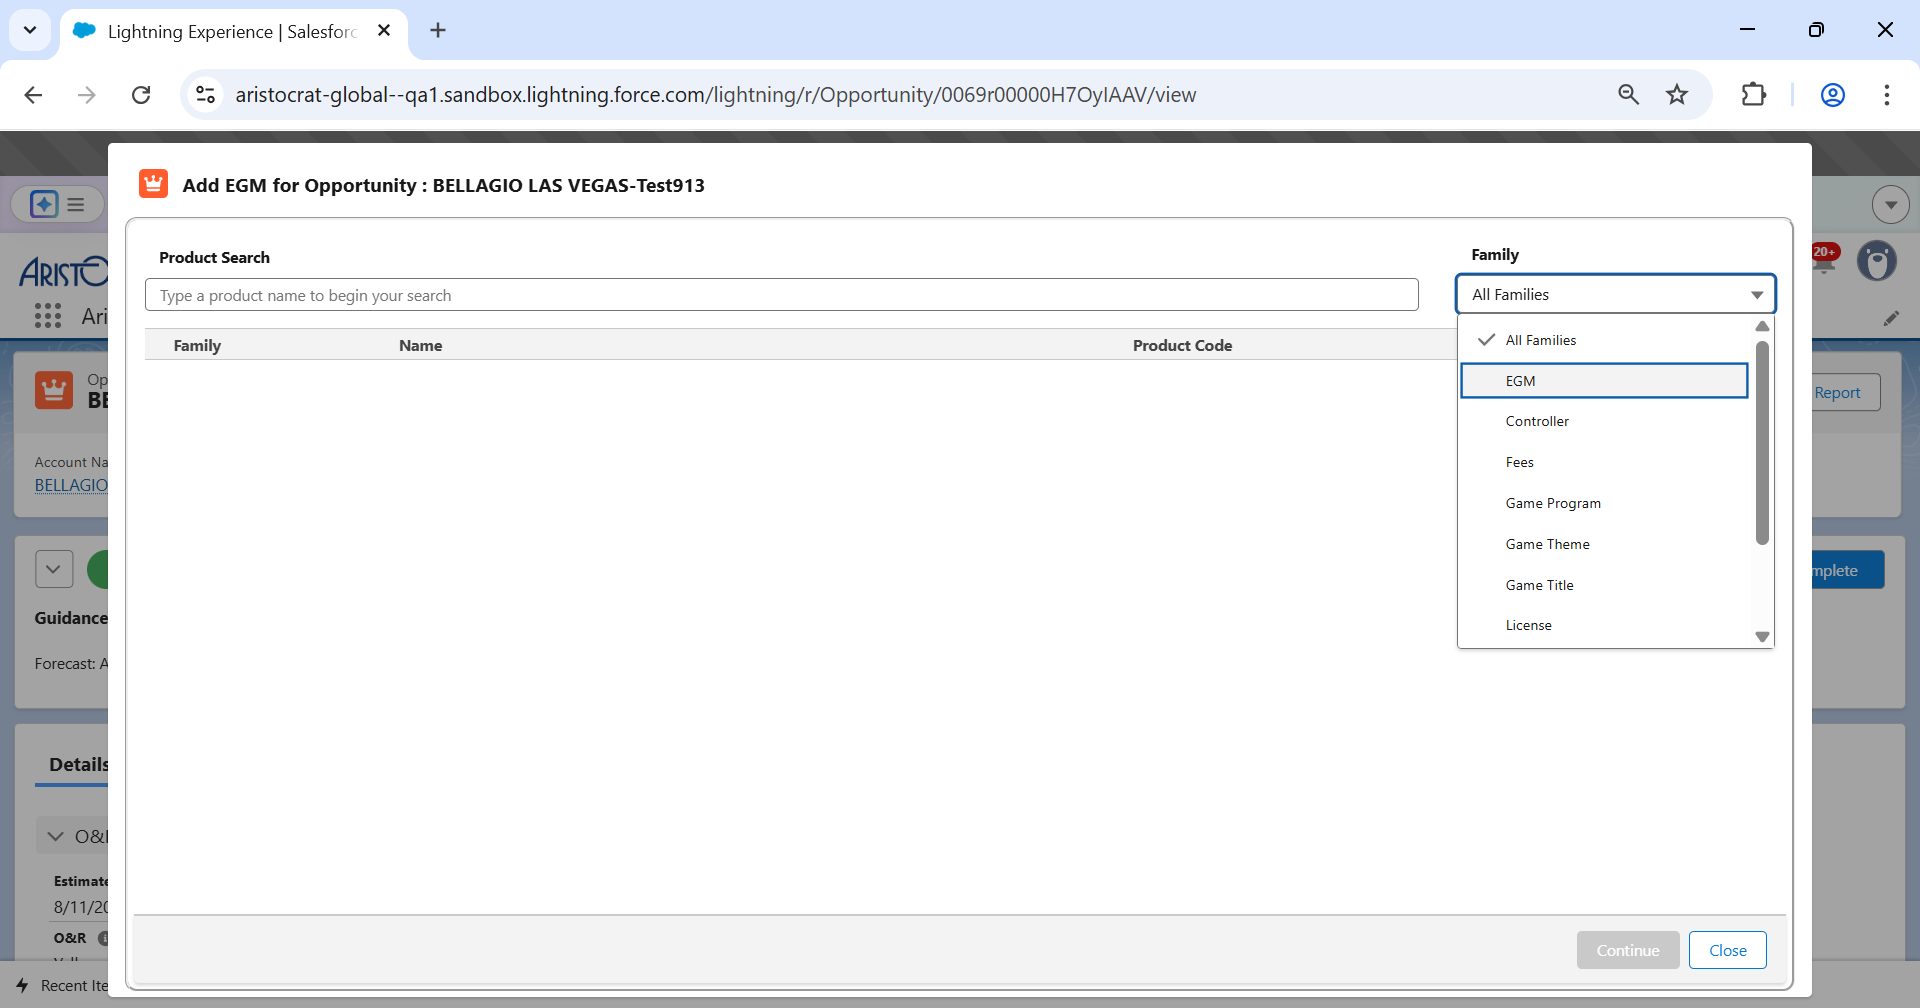 Lightning Experience | Salesforc
aristocrat-global--qa1.sandbox.lightning.force.com/lightning/r/Opportunity/0069r00000H7OyIAAV/view
Add EGM for Opportunity : BELLAGIO LAS VEGAS-Test913
Product Search
Family
Type a product name to begin your search
All Families
Family
Name
Product Code
All Families
EGM
Controller
Fees
Game Program
Game Theme
Game Title
License
Continue
Close
ARISTO
20+
Ari
Op
BE
Report
Account Na
BELLAGIO
mplete
Guidance
Forecast: A
Details
O&
Estimate
8/11/20
O&R
Recent Ite